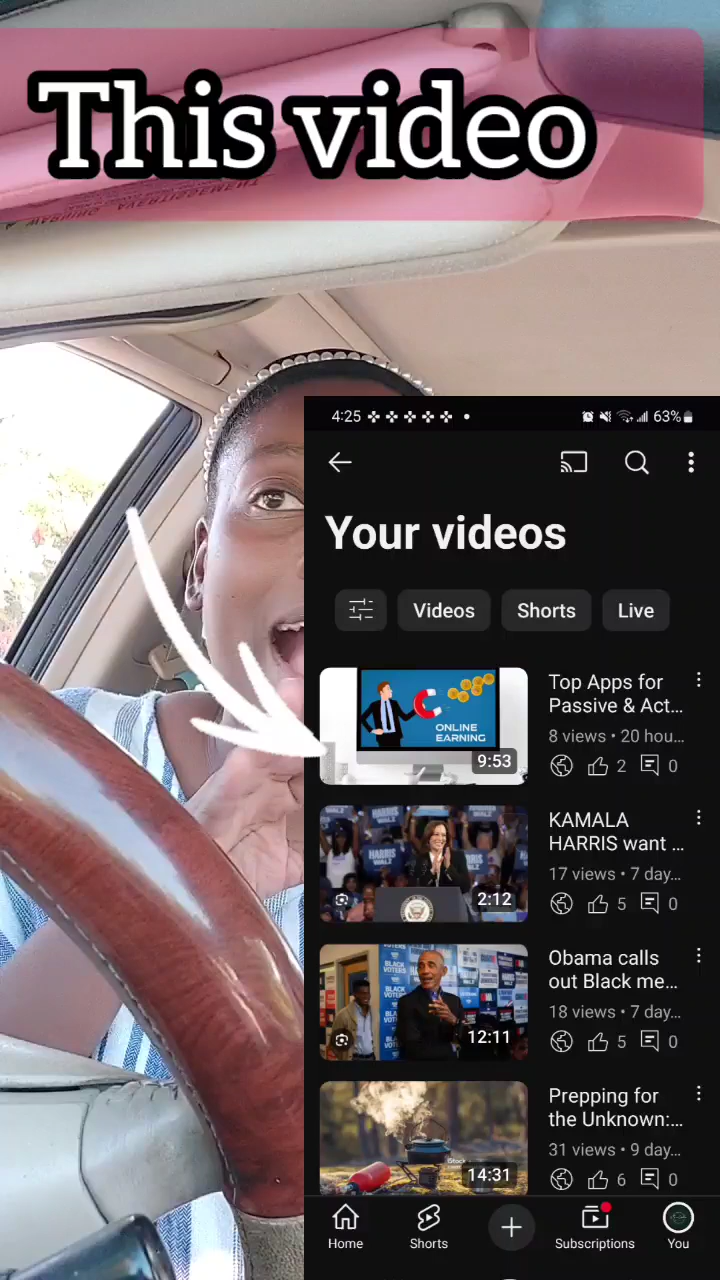 This video
4:25
63%
Your videos
Videos
Shorts
Live
ONLINE
EARNING
9:53
Top Apps for
Passive & Act...
8 views • 20 hou...
2
0
HARRIS
WALZ
2:12
KAMALA
HARRIS want ...
17 views • 7 day...
5
0
BLACK
VOTERS
12:11
Obama calls
out Black me...
18 views • 7 day...
5
0
iStock
14:31
Prepping for
the Unknown:...
31 views • 9 day...
6
0
Home
Shorts
Subscriptions
You